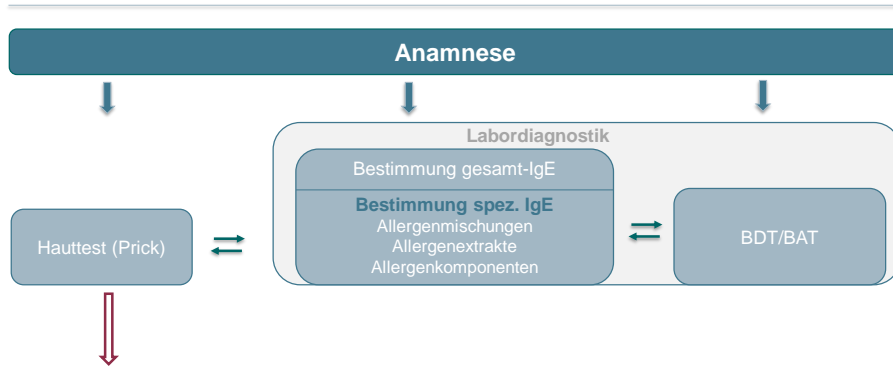 Anamnese
Labordiagnostik
Bestimmung gesamt-IgE
Bestimmung spez. IgE
Allergenmischungen
Allergenextrakte
Allergenkomponenten
Hauttest (Prick)
BDT/BAT